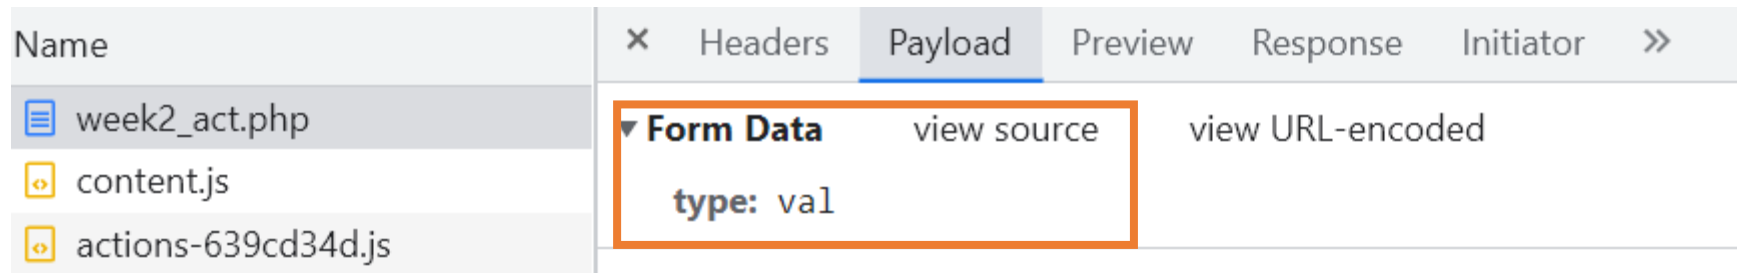 Name
× Headers Payload Preview Response Initiator »
week2_act.php
content.js
actions-639cd34d.js
▼ Form Data view source view URL-encoded
type: val